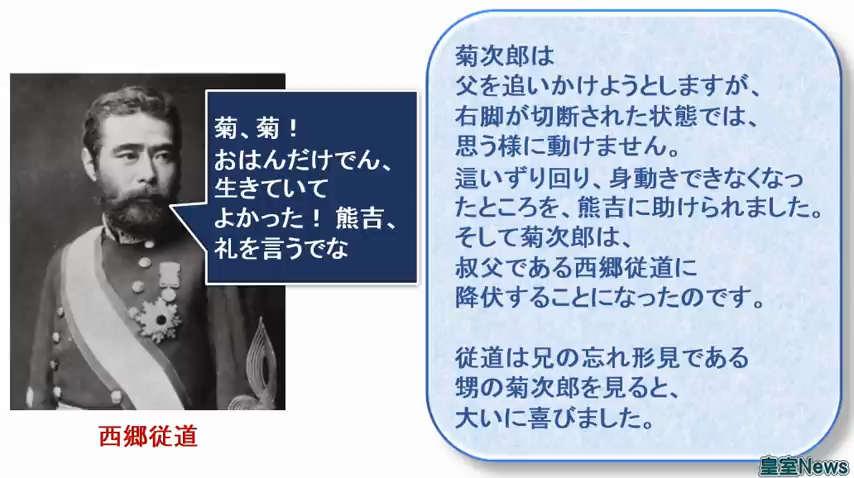 菊、菊！
おはんだけでん、
生きていて
よかった！ 熊吉、
礼を言うでな
西郷従道
菊次郎は
父を追いかけようとしますが、
右脚が切断された状態では、
思う様に動けません。
這いずり回り、身動きできなくなっ
たところを、熊吉に助けられました。
そして菊次郎は、
叔父である西郷従道に
降伏することになったのです。
従道は兄の忘れ形見である
甥の菊次郎を見ると、
大いに喜びました。
皇室News